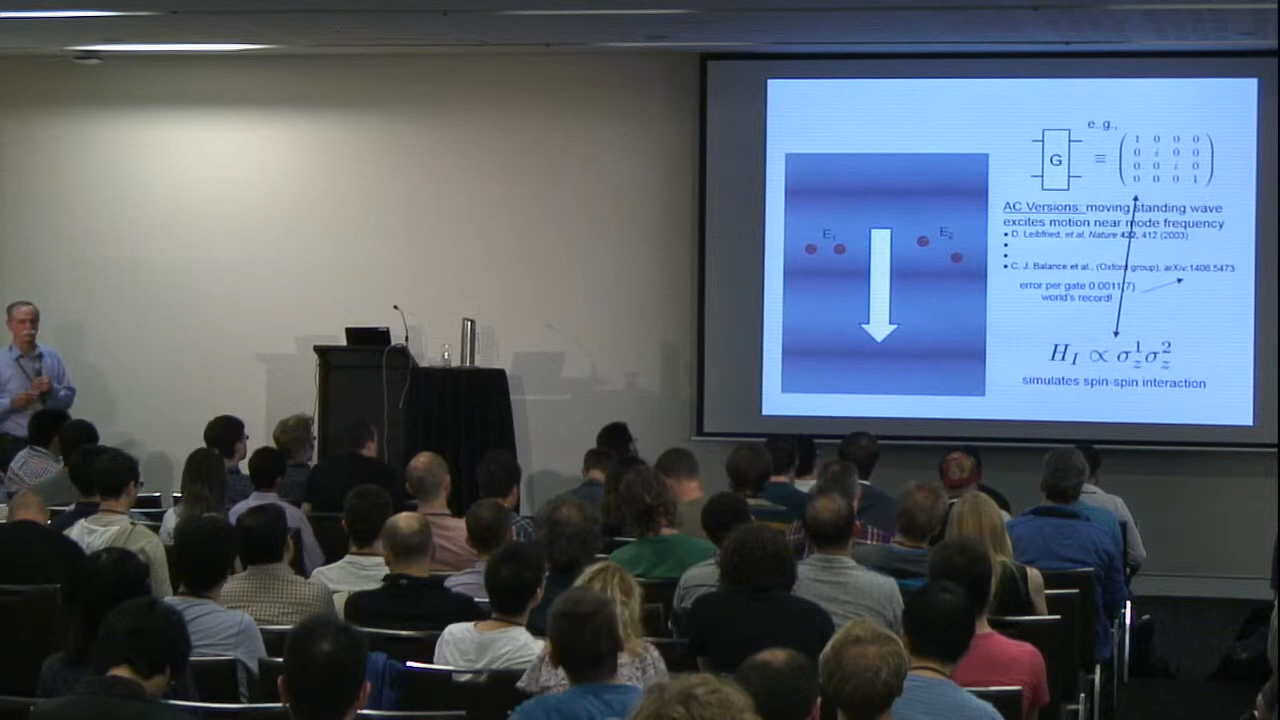 e. g.,
G ≡ ( 1 0 0 0
0 i 0 0
0 0 i 0
0 0 0 1 )
AC Versions: moving standing wave
excites motion near mode frequency
• D. Leibfried, et al, Nature 422, 412 (2003)
•
•
• C. J. Balance et al., (Oxford group), arXiv:1406.5473
error per gate 0.0011(7)
world's record!
H_I ∝ σ_z^1 σ_z^2
simulates spin-spin interaction
E1
E2